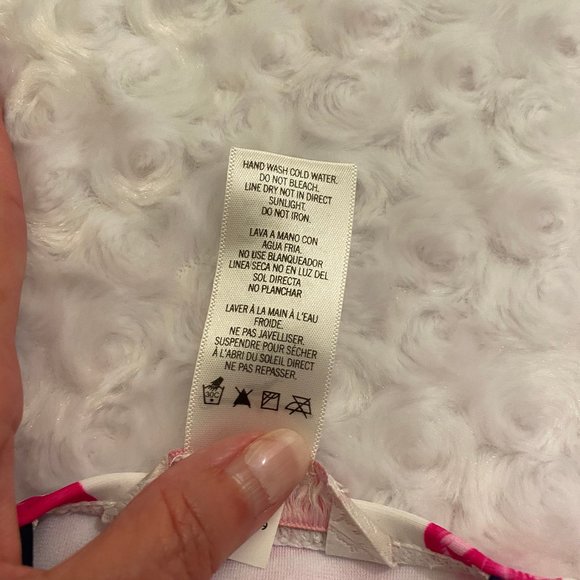 HAND WASH COLD WATER.
DO NOT BLEACH.
LINE DRY NOT IN DIRECT
SUNLIGHT.
DO NOT IRON.
LAVA A MANO CON
AGUA FRIA.
NO USE BLANQUEADOR
LINEA SECA NO EN LUZ DEL
SOL DIRECTA
NO PLANCHAR
LAVER À LA MAIN À L'EAU
FROIDE.
NE PAS JAVELLISER.
SUSPENDRE POUR SÉCHER
À L'ABRI DU SOLEIL DIRECT
NE PAS REPASSER.
30C